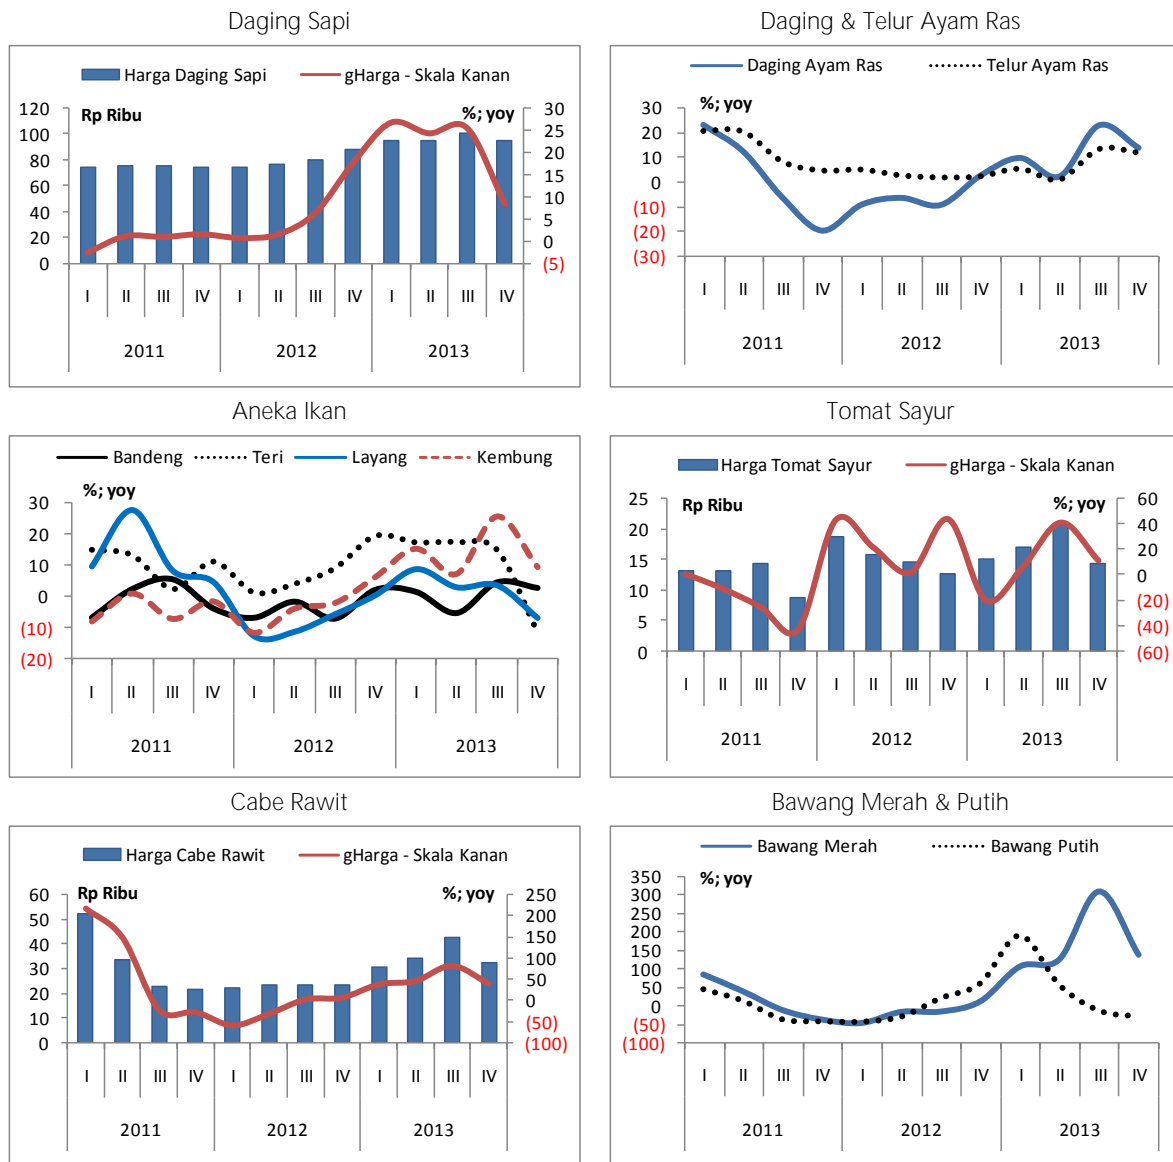 Daging Sapi
Harga Daging Sapi gHarga - Skala Kanan
Rp Ribu %; yoy
120 30
100 25
80 20
60 15
40 10
20 5
0 0
(5)
I II III IV I II III IV I II III IV
2011 2012 2013
Daging & Telur Ayam Ras
Daging Ayam Ras Telur Ayam Ras
%; yoy
30
20
10
0
(10)
(20)
(30)
I II III IV I II III IV I II III IV
2011 2012 2013
Aneka Ikan
Bandeng Teri Layang Kembung
%; yoy
30
20
10
0
(10)
(20)
I II III IV I II III IV I II III IV
2011 2012 2013
Tomat Sayur
Harga Tomat Sayur gHarga - Skala Kanan
Rp Ribu %; yoy
25 60
20 40
15 20
10 0
5 (20)
0 (40)
(60)
I II III IV I II III IV I II III IV
2011 2012 2013
Cabe Rawit
Harga Cabe Rawit gHarga - Skala Kanan
Rp Ribu %; yoy
60 250
50 200
40 150
30 100
20 50
10 0
0 (50)
(100)
I II III IV I II III IV I II III IV
2011 2012 2013
Bawang Merah & Putih
Bawang Merah Bawang Putih
%; yoy
350
300
250
200
150
100
50
0
(50)
(100)
I II III IV I II III IV I II III IV
2011 2012 2013